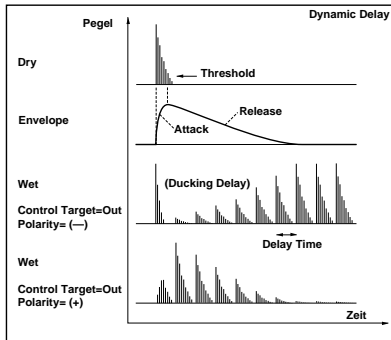 Dynamic Delay
Pegel
Dry
Threshold
Envelope
Release
Attack
Wet
(Ducking Delay)
Control Target=Out
Polarity= (—)
Delay Time
Wet
Control Target=Out
Polarity= (+)
Zeit